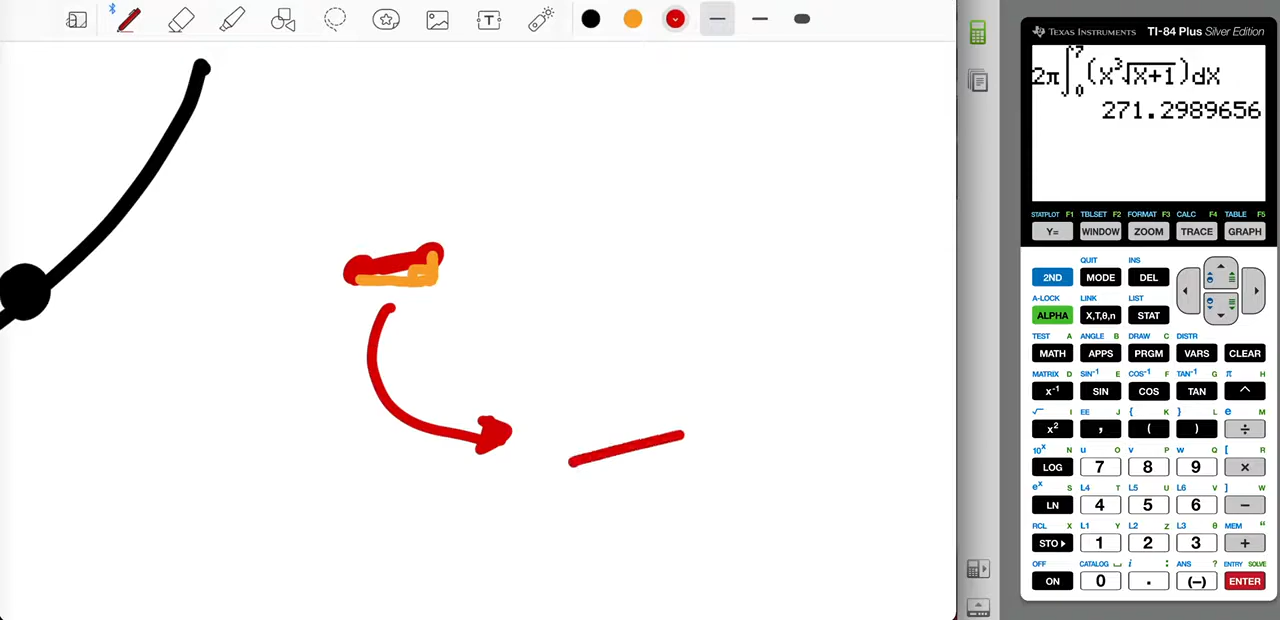 TEXAS INSTRUMENTS TI-84 Plus Silver Edition
2π∫₀⁷(X³√X+1)dX
271.2989656
STATPLOT F1 TBLSET F2 FORMAT F3 CALC F4 TABLE F5
Y= WINDOW ZOOM TRACE GRAPH
QUIT INS
2ND MODE DEL
A-LOCK LINK LIST
ALPHA X,T,θ,n STAT
TEST A ANGLE B DRAW C DISTR
MATH APPS PRGM VARS CLEAR
MATRIX D SIN⁻¹ E COS⁻¹ F TAN⁻¹ G π H
x⁻¹ SIN COS TAN ^
√ I EE J { K } L e M
x² , ( ) ÷
10ˣ N u O v P w Q [ R
LOG 7 8 9 ×
eˣ S L4 T L5 U L6 V ] W
LN 4 5 6 −
RCL X L1 Y L2 Z L3 θ MEM “
STO▶ 1 2 3 +
OFF CATALOG ⎵ i : ANS ? ENTRY SOLVE
ON 0 . (−) ENTER
T